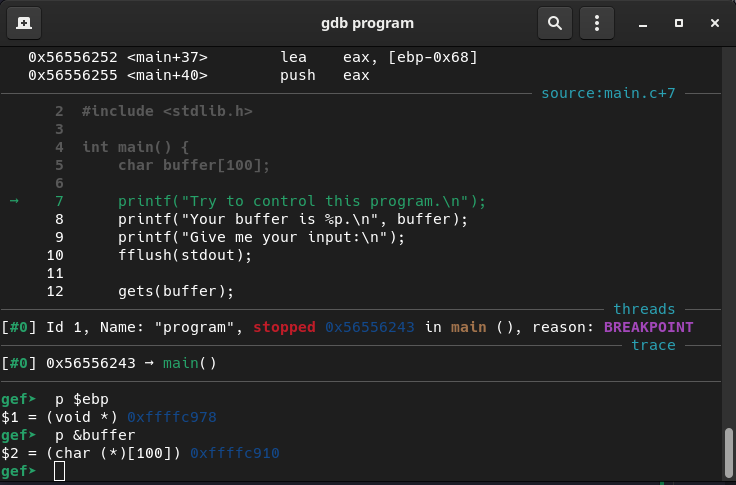 gdb program
0x56556252 <main+37>        lea    eax, [ebp-0x68]
0x56556255 <main+40>        push   eax
source:main.c+7
2  #include <stdlib.h>
3
4  int main() {
5      char buffer[100];
6
→    7      printf("Try to control this program.\n");
8      printf("Your buffer is %p.\n", buffer);
9      printf("Give me your input:\n");
10      fflush(stdout);
11
12      gets(buffer);
threads
[#0] Id 1, Name: "program", stopped 0x56556243 in main (), reason: BREAKPOINT
trace
[#0] 0x56556243 → main()
gef➤  p $ebp
$1 = (void *) 0xffffc978
gef➤  p &buffer
$2 = (char (*)[100]) 0xffffc910
gef➤